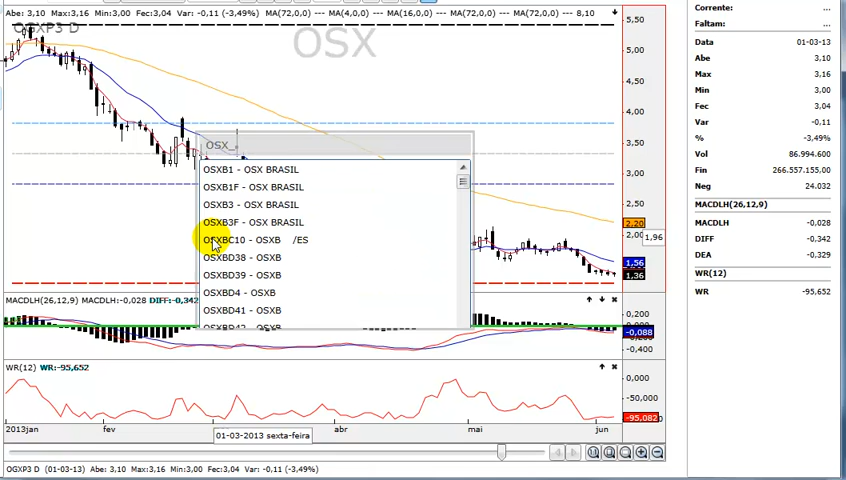 Abe: 3,10 Max: 3,16 Min: 3,00 Fec: 3,04 Var: -0,11 (-3,49%) MA(72,0,0) MA(4,0,0) MA(16,0,0) MA(72,0,0) MA(72,0,0) 8,10
OGXP3 D
OSX
5,50
5,00
4,50
4,00
3,50
3,00
2,50
2,20
2,00
1,96
1,56
1,36
OSX_
OSXB1 - OSX BRASIL
OSXB1F - OSX BRASIL
OSXB3 - OSX BRASIL
OSXB3F - OSX BRASIL
OSXBC10 - OSXB /ES
OSXBD38 - OSXB
OSXBD39 - OSXB
OSXBD4 - OSXB
OSXBD41 - OSXB
OSXBD42 - OSXB
MACDLH(26,12,9) MACDLH:-0,028 DIFF:-0,342
0,200
-0,088
-0,400
WR(12) WR:-95,652
0,000
-50,000
-95,082
2013jan fev abr mai jun
01-03-2013 sexta-feira
OGXP3 D (01-03-13) Abe: 3,10 Max:3,16 Min:3,00 Fec:3,04 Var:-0,11 (-3,49%)
Corrente: ...
Faltam: ...
Data 01-03-13
Abe 3,10
Max 3,16
Min 3,00
Fec 3,04
Var -0,11
% -3,49%
Vol 86.994.600
Fin 266.557.155,00
Neg 24.032
MACDLH(26,12,9)
MACDLH -0,028
DIFF -0,342
DEA -0,329
WR(12)
WR -95,652